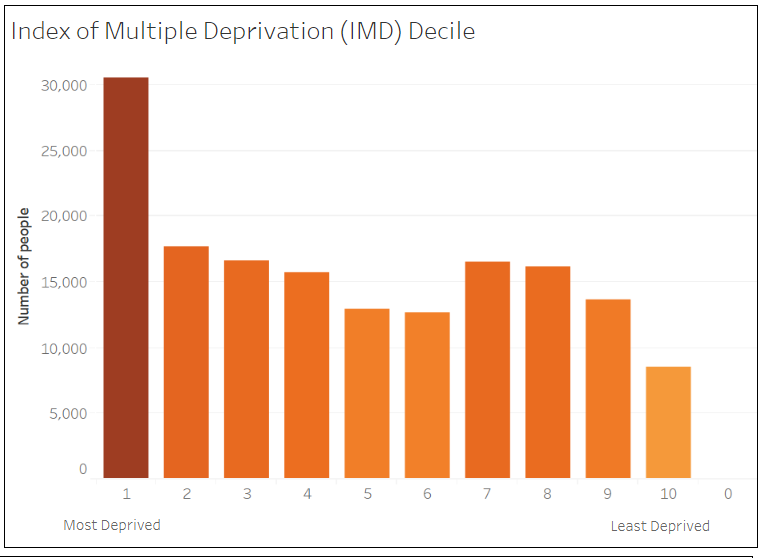 Index of Multiple Deprivation (IMD) Decile
Number of people
30,000
25,000
20,000
15,000
10,000
5,000
0
1 2 3 4 5 6 7 8 9 10 0
Most Deprived Least Deprived